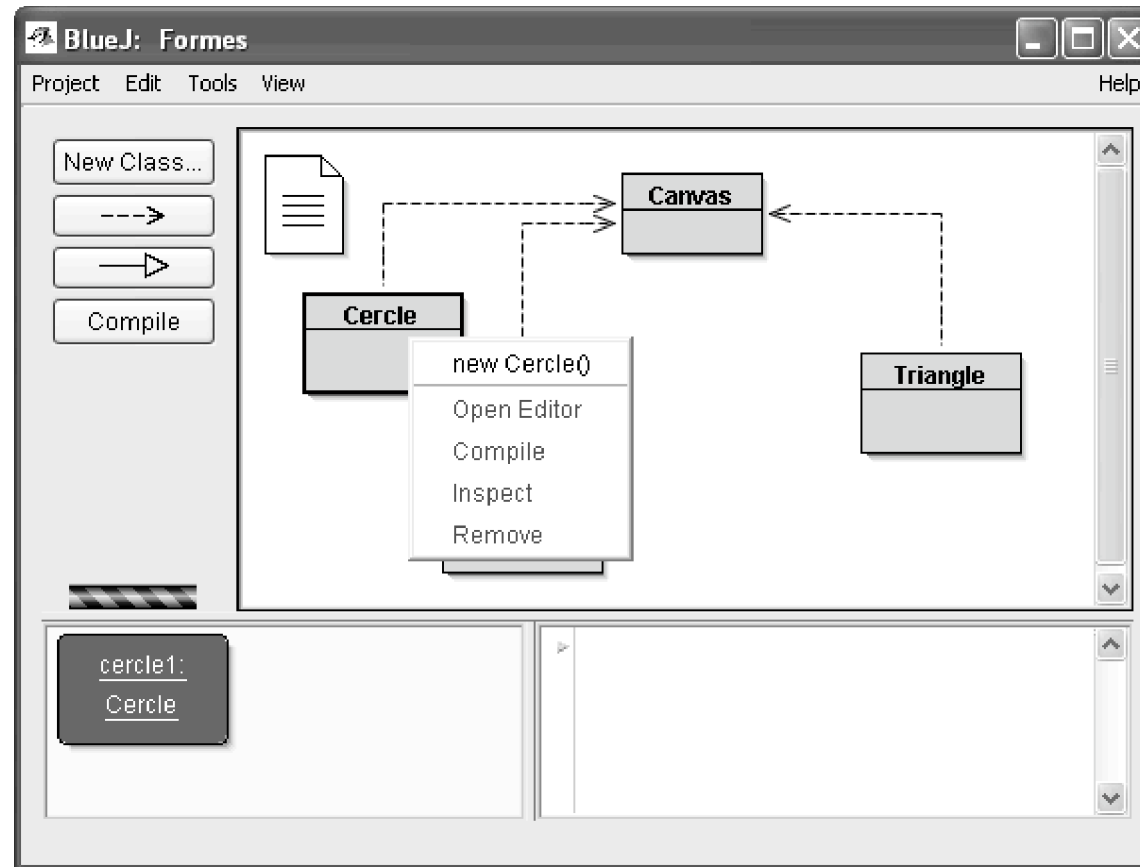 BlueJ: Formes
Project Edit Tools View Help
New Class...
Compile
Canvas
Cercle
Triangle
new Cercle()
Open Editor
Compile
Inspect
Remove
cercle1:
Cercle